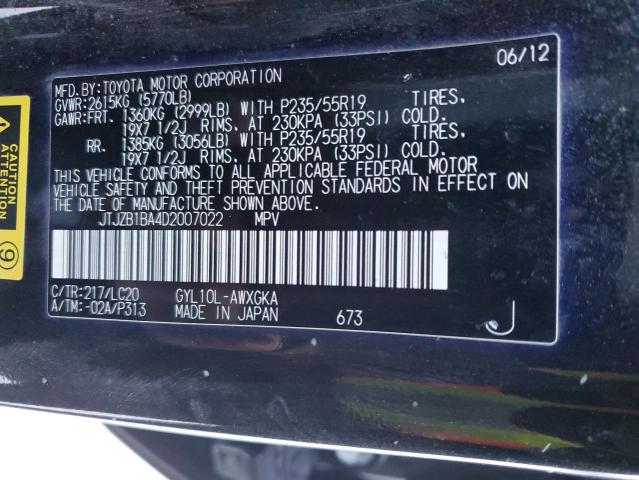 06/12
MFD.BY:TOYOTA MOTOR CORPORATION
GVWR:2615KG (5770LB)
GAWR:FRT. 1360KG (2999LB) WITH P235/55R19 TIRES,
19X7 1/2J RIMS, AT 230KPA (33PSI) COLD.
RR. 1385KG (3056LB) WITH P235/55R19 TIRES,
19X7 1/2J RIMS, AT 230KPA (33PSI) COLD.
THIS VEHICLE CONFORMS TO ALL APPLICABLE FEDERAL MOTOR
VEHICLE SAFETY AND THEFT PREVENTION STANDARDS IN EFFECT ON
THE DATE OF MANUFACTURE SHOWN ABOVE.
JTJZB1BA4D2007022 MPV
C/TR:217/LC20 GYL10L-AWXGKA
A/TM:-02A/P313 MADE IN JAPAN 673 J
CAUTION
ATTENTION
9